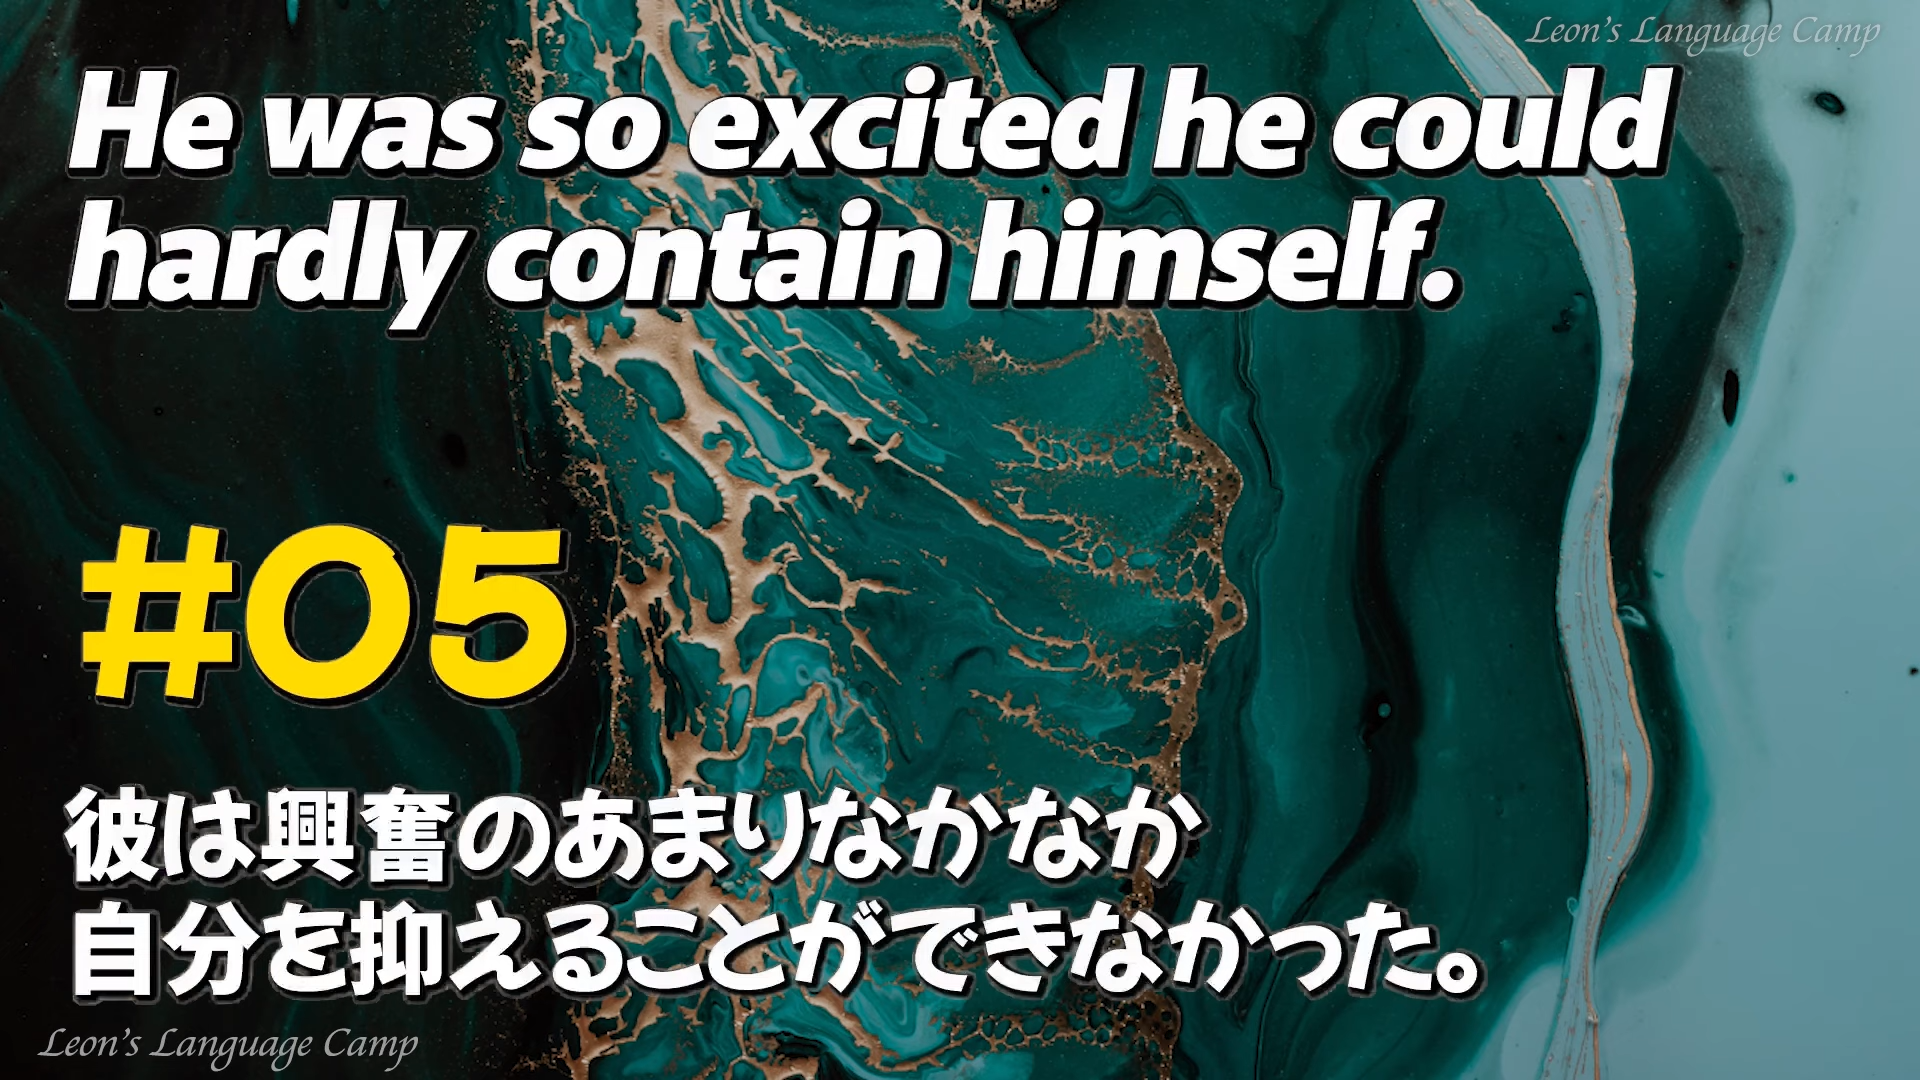 Leon's Language Camp
He was so excited he could
hardly contain himself.
#05
彼は興奮のあまりなかなか
自分を抑えることができなかった。
Leon's Language Camp